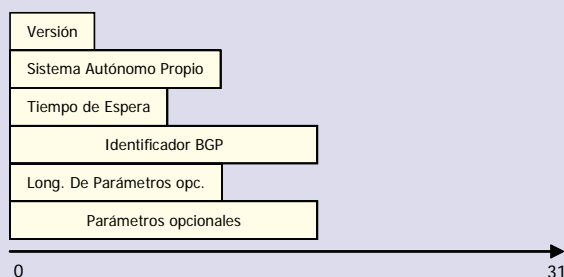 Versión
Sistema Autónomo Propio
Tiempo de Espera
Identificador BGP
Long. De Parámetros opc.
Parámetros opcionales
0 31